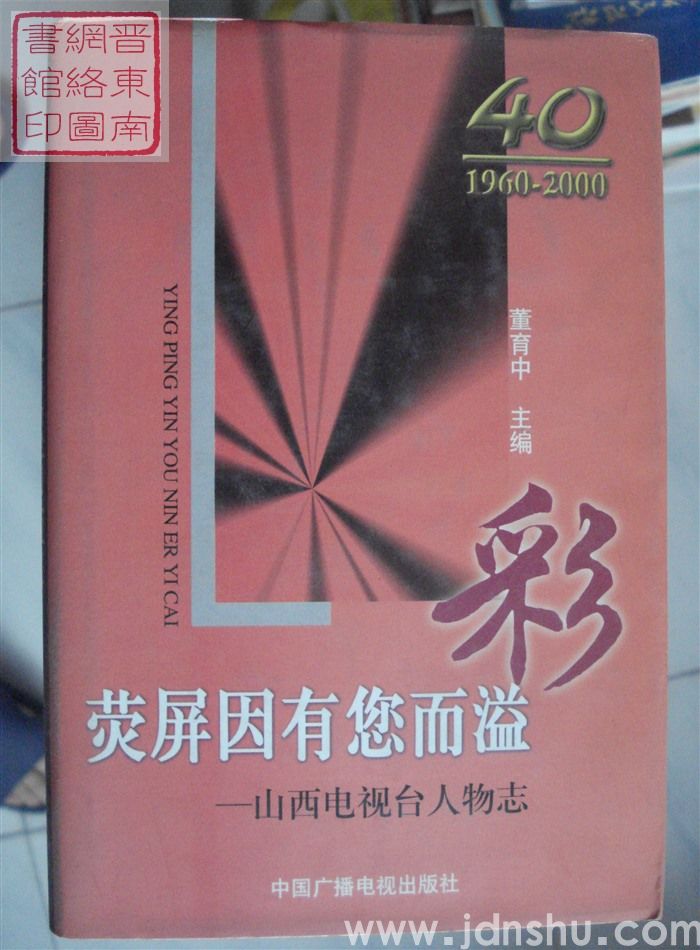 晋東南
網絡圖
書館印
40
1960-2000
董育中 主编
YING PING YIN YOU NIN ER YI CAI
荧屏因有您而溢彩
—山西电视台人物志
中国广播电视出版社
www.jdnshu.com